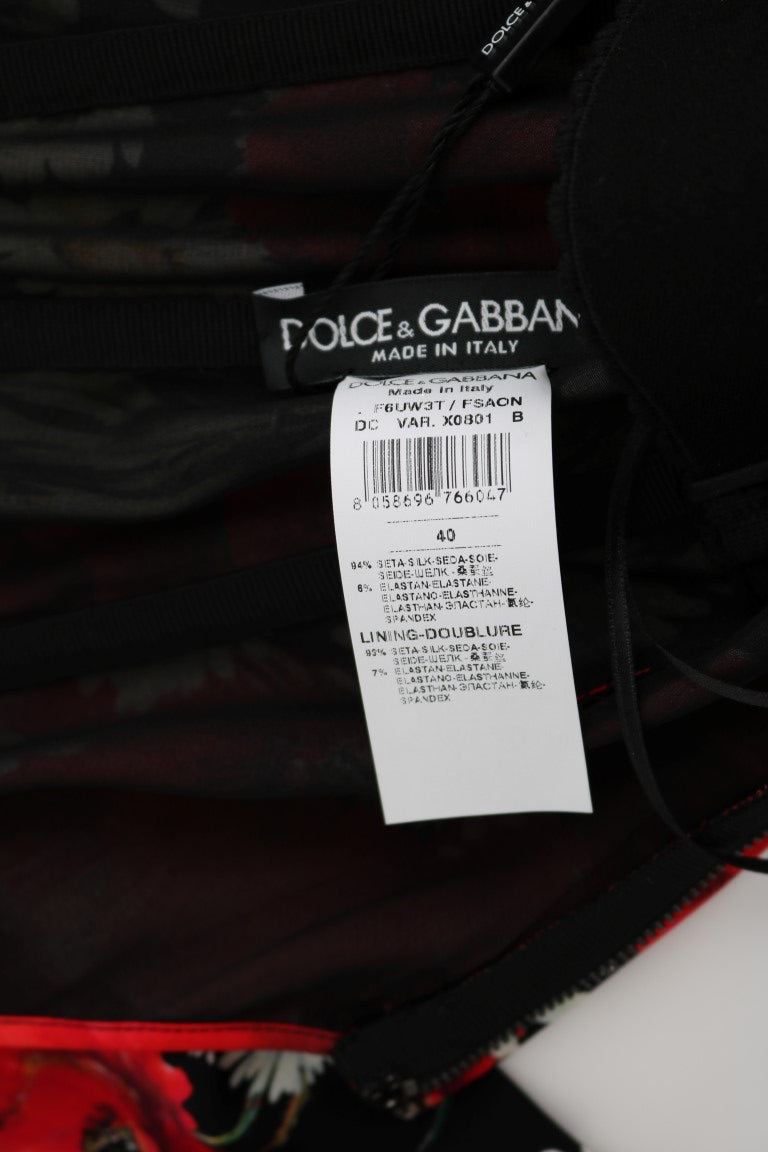 DOLCE &
DOLCE & GABBAN
MADE IN ITALY
DOLCE & GABBANA
Made in Italy
F6UW3T / FSAON
DC VAR. X0801 B
8 058696 766047
40
94% SETA-SILK-SEDA-SOIE-
SEIDE-ШЕЛК-桑蚕丝
6% ELASTAN-ELASTANE-
ELASTANO-ELASTHANNE-
ELASTHAN-ЭЛАСТАН-氨纶-
SPANDEX
LINING-DOUBLURE
93% SETA-SILK-SEDA-SOIE-
SEIDE-ШЕЛК-桑蚕丝
7% ELASTAN-ELASTANE-
ELASTANO-ELASTHANNE-
ELASTHAN-ЭЛАСТАН-氨纶-
SPANDEX